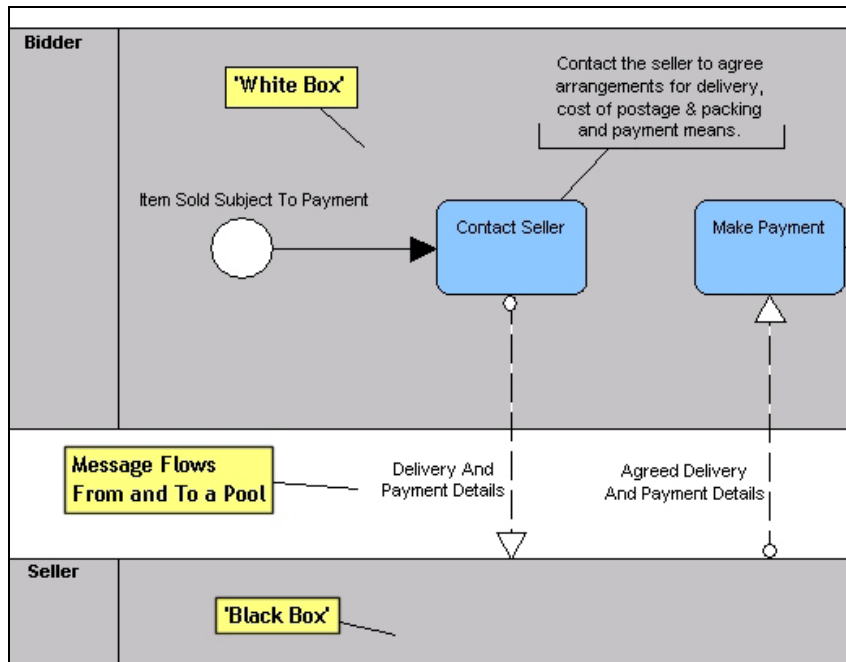 Bidder
'White Box'
Contact the seller to agree
arrangements for delivery,
cost of postage & packing
and payment means.
Item Sold Subject To Payment
Contact Seller
Make Payment
Message Flows
From and To a Pool
Delivery And
Payment Details
Agreed Delivery
And Payment Details
Seller
'Black Box'